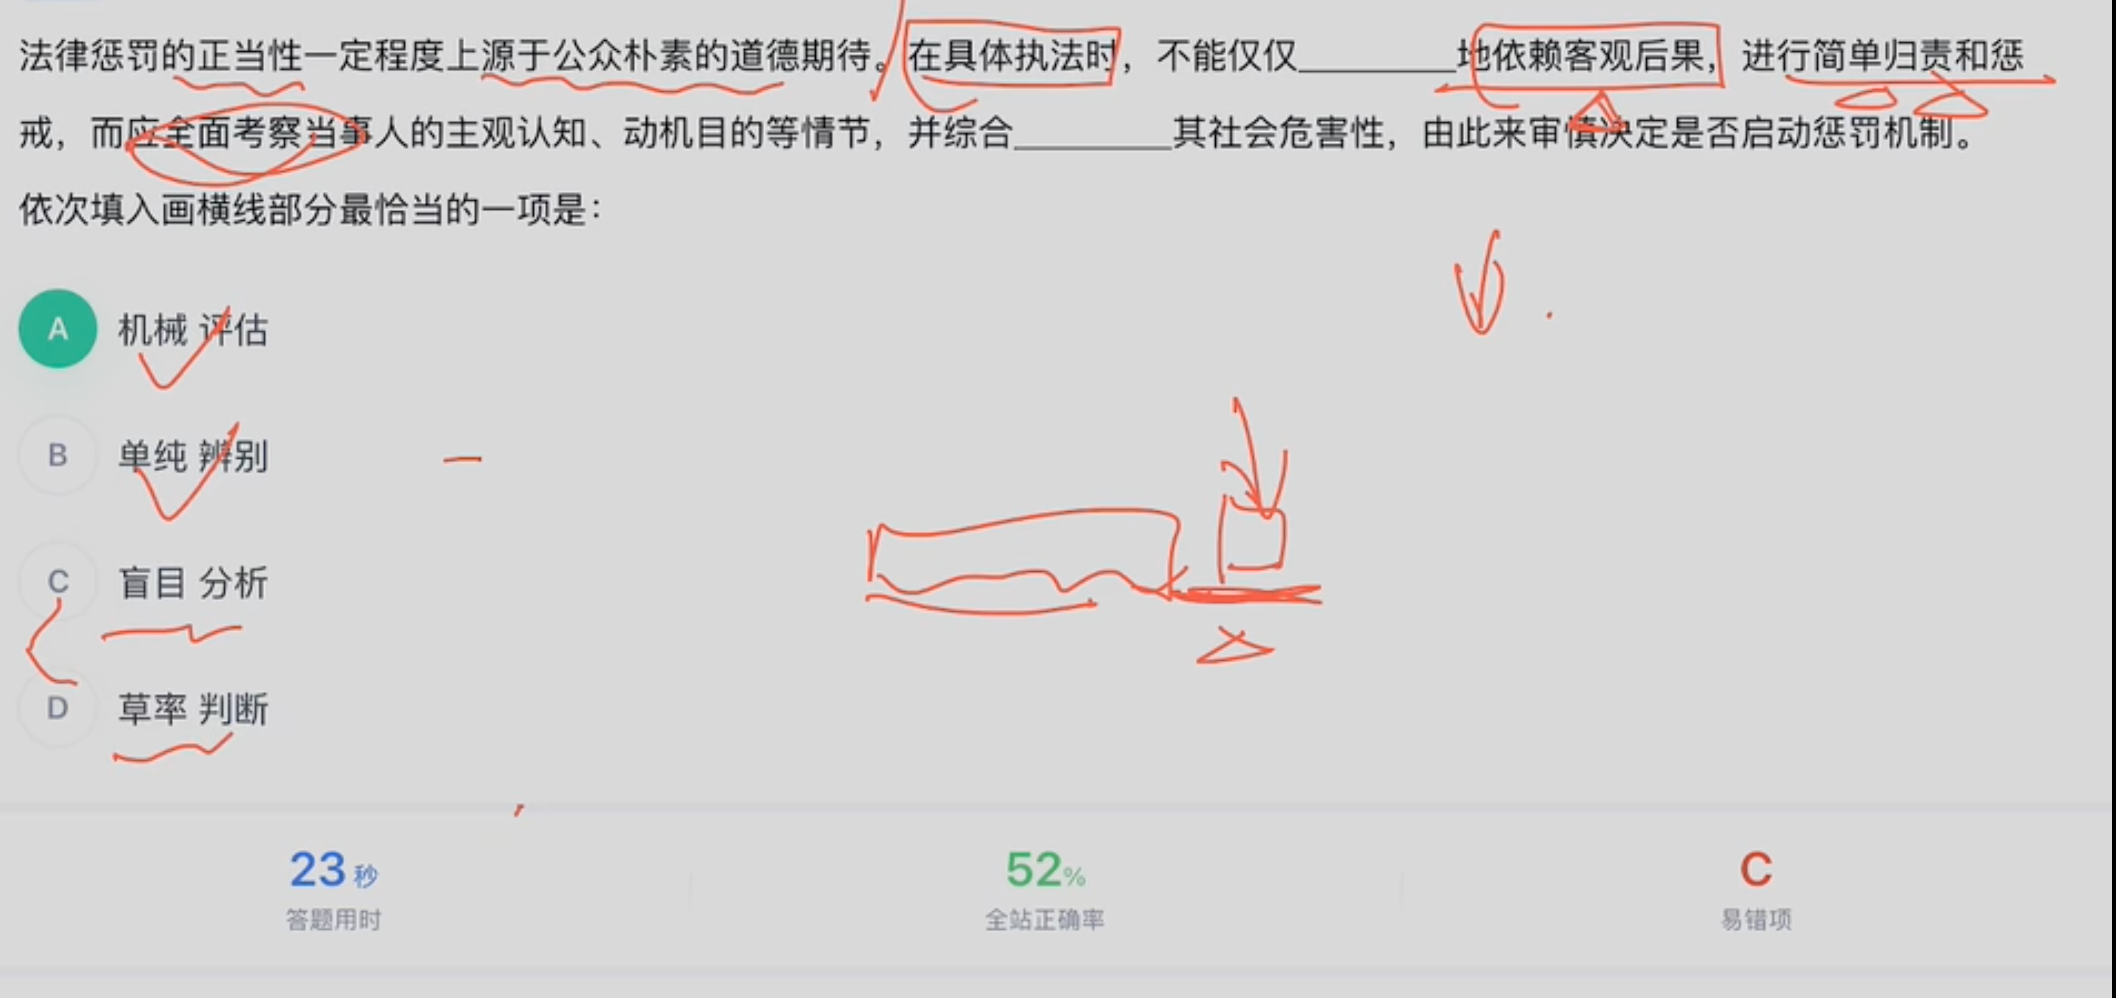 法律惩罚的正当性一定程度上源于公众朴素的道德期待。在具体执法时，不能仅仅________地依赖客观后果，进行简单归责和惩
戒，而应全面考察当事人的主观认知、动机目的等情节，并综合________其社会危害性，由此来审慎决定是否启动惩罚机制。
依次填入画横线部分最恰当的一项是：
A 机械 评估
B 单纯 辨别
C 盲目 分析
D 草率 判断
23秒 52% C
答题用时 全站正确率 易错项